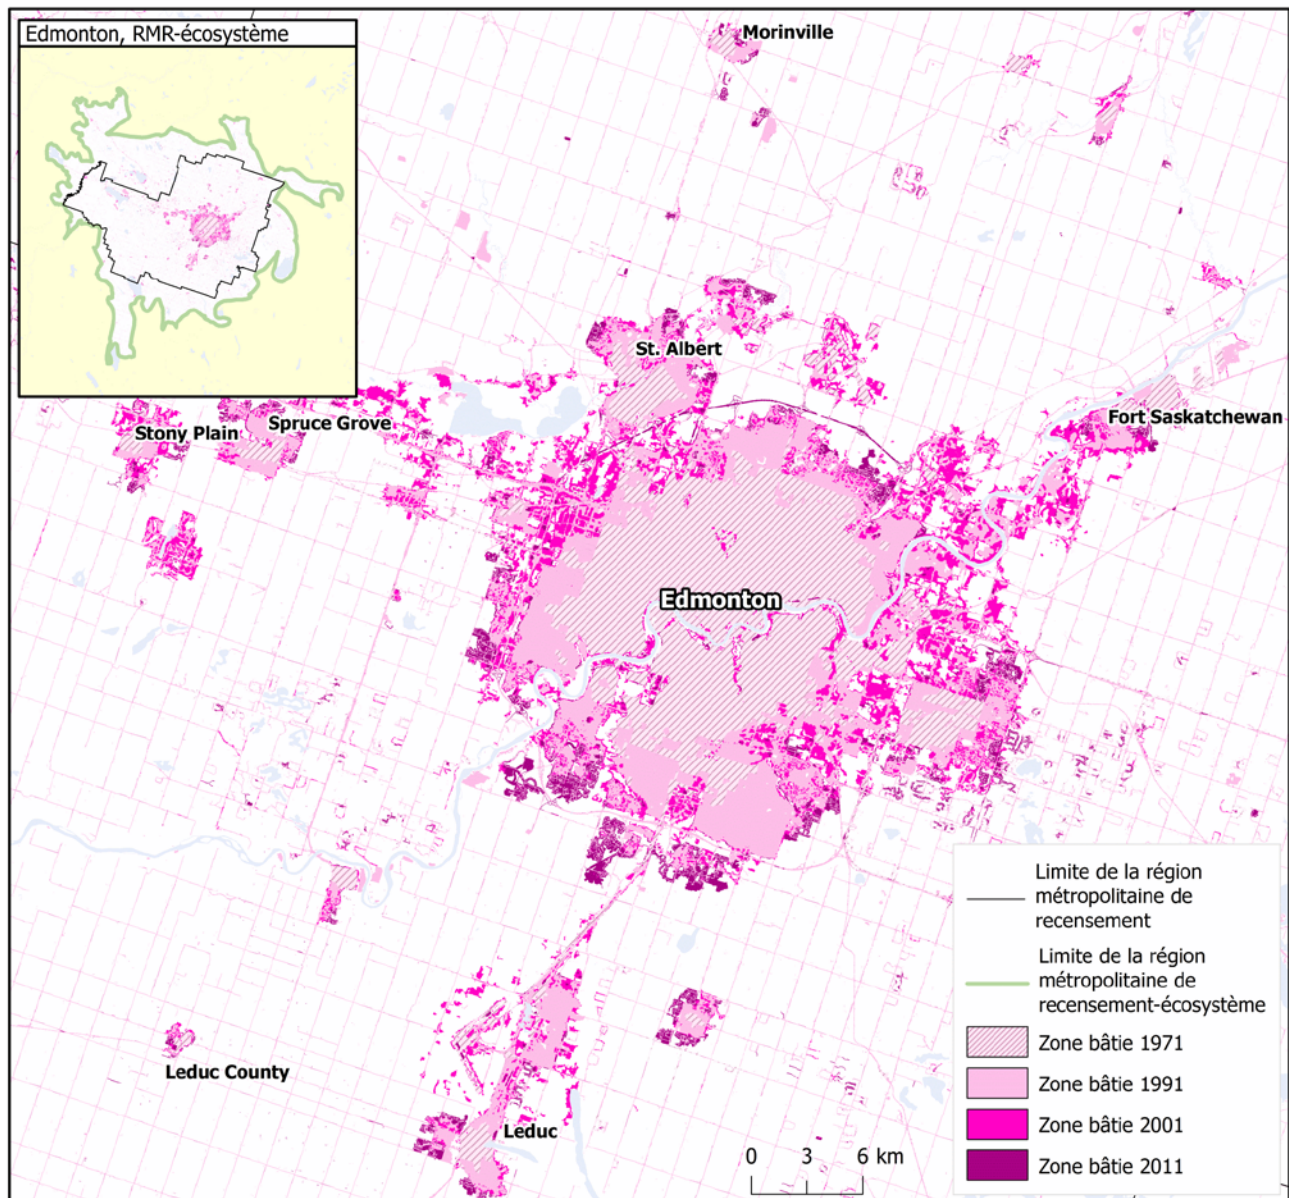 Edmonton, RMR-écosystème
Morinville
St. Albert
Stony Plain
Spruce Grove
Fort Saskatchewan
Edmonton
Leduc County
Leduc
0 3 6 km
Limite de la région
métropolitaine de
recensement
Limite de la région
métropolitaine de
recensement-écosystème
Zone bâtie 1971
Zone bâtie 1991
Zone bâtie 2001
Zone bâtie 2011